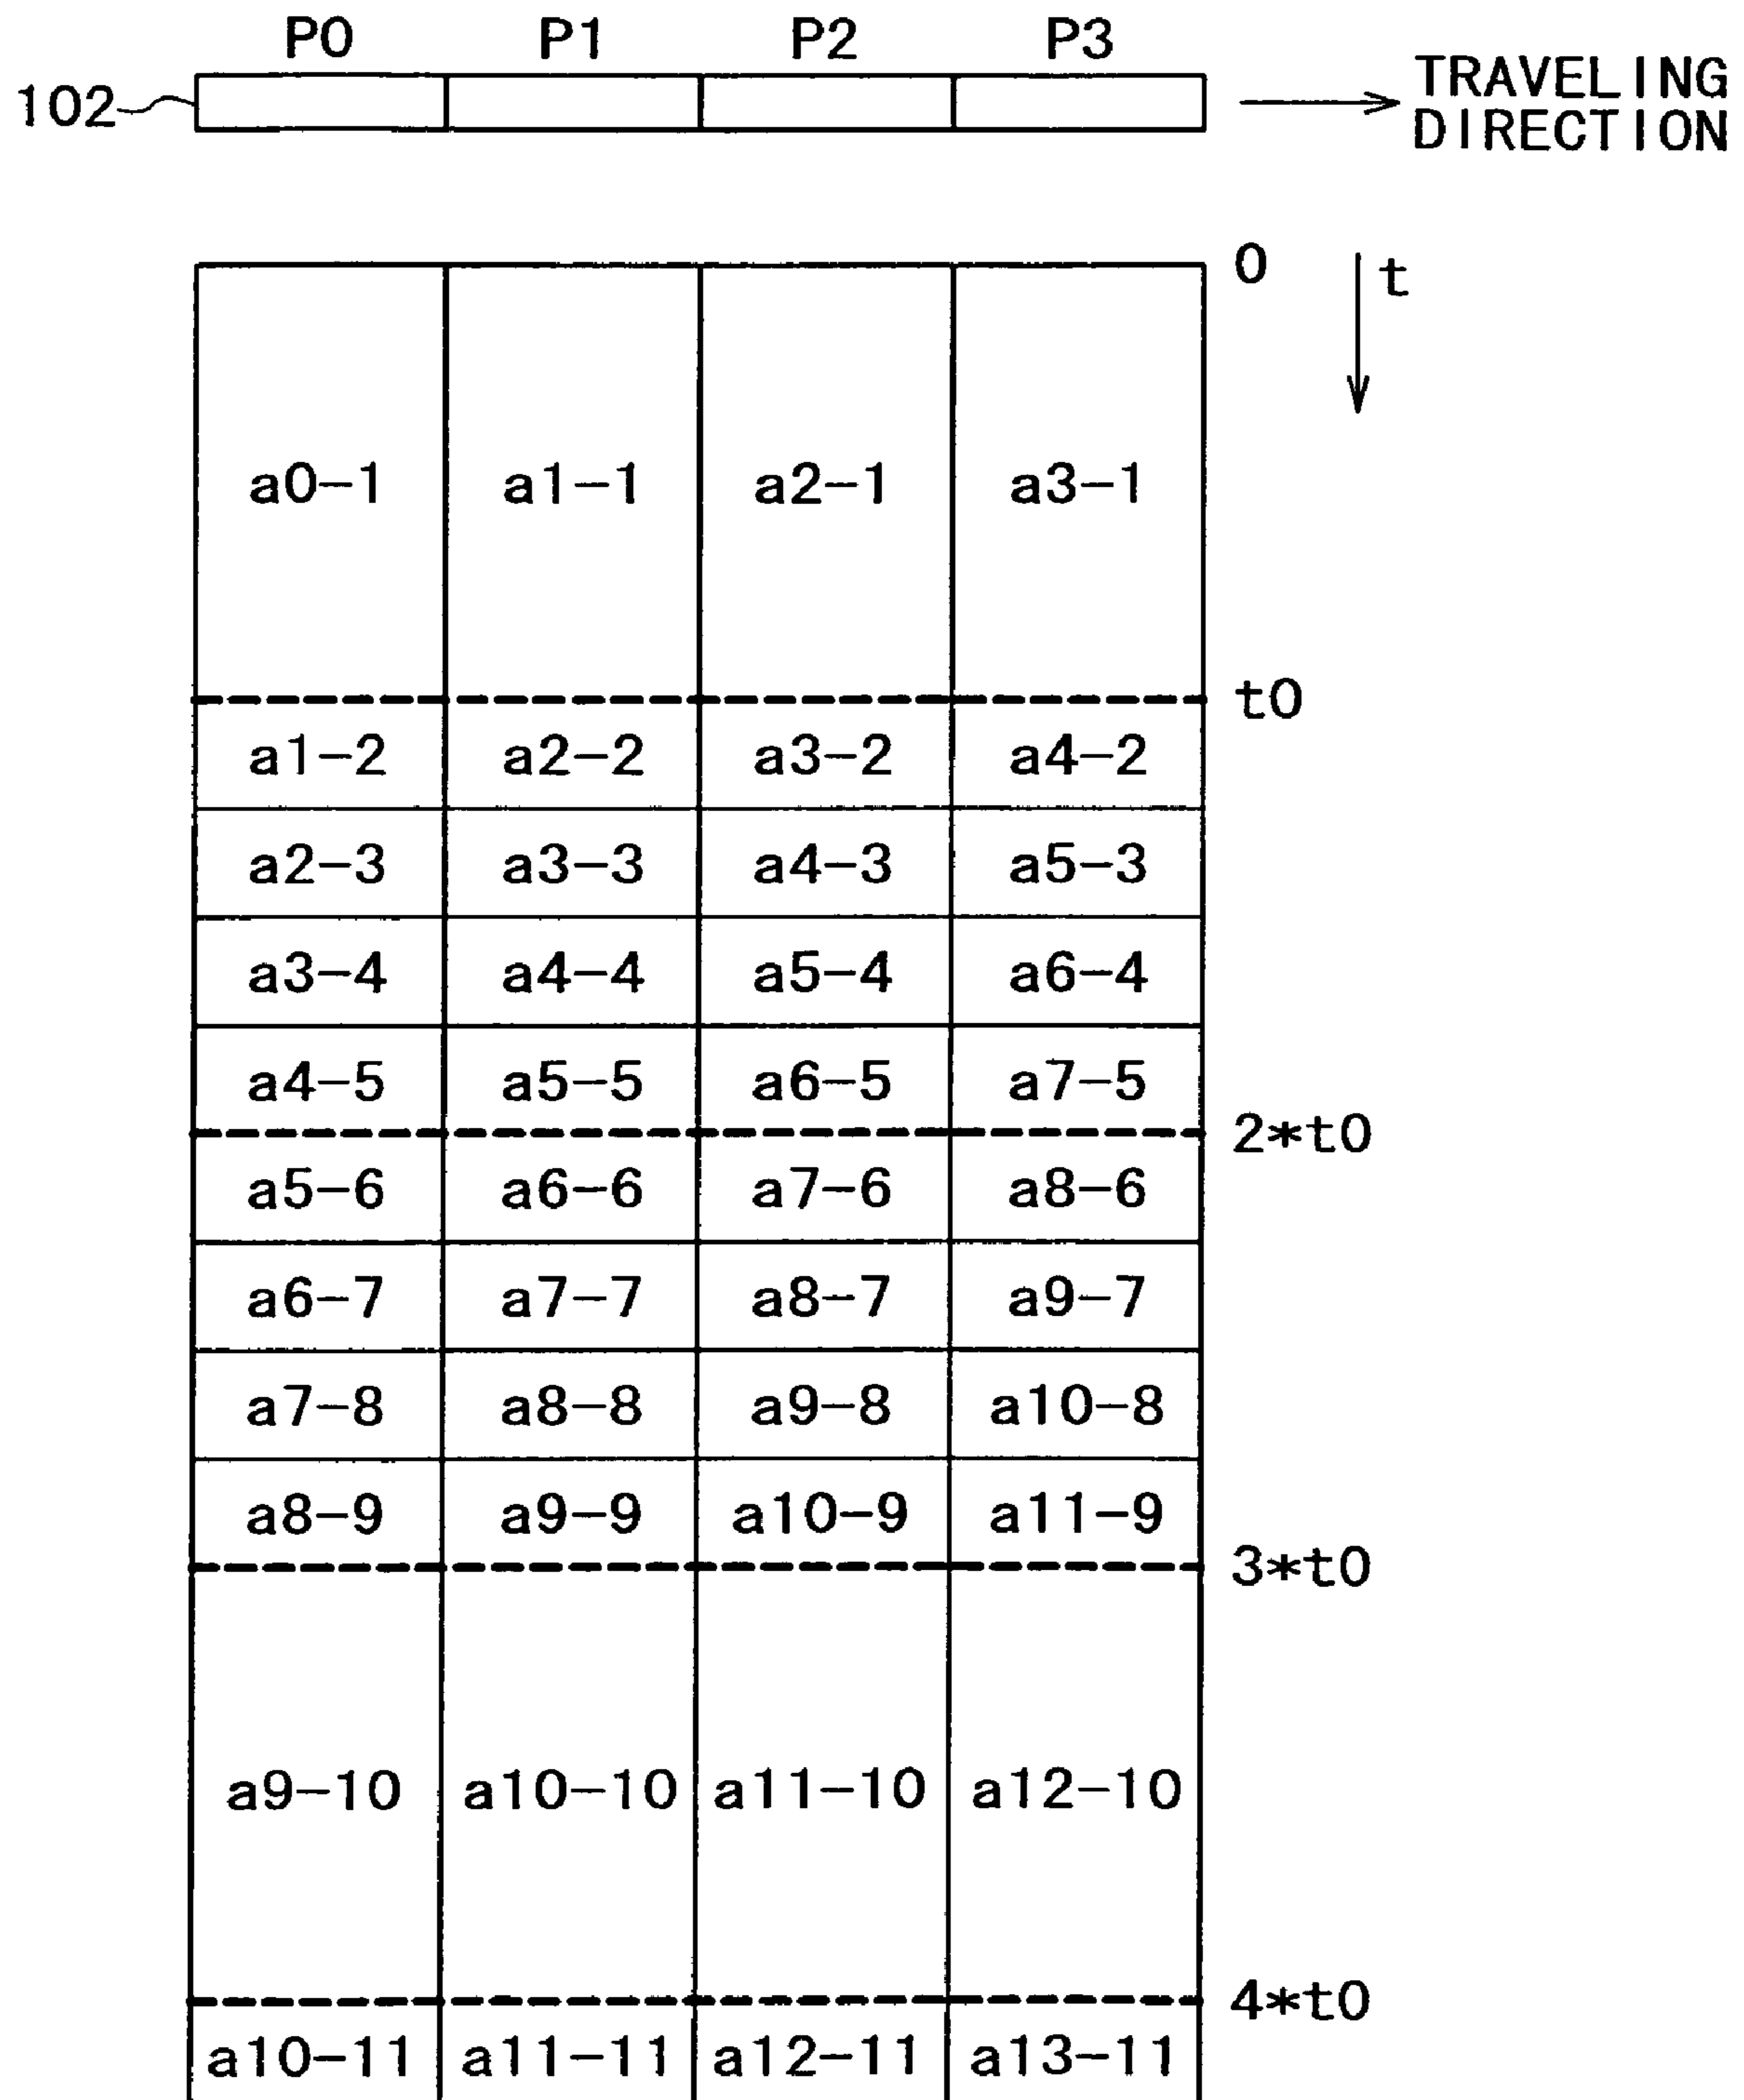 P0 P1 P2 P3
102
TRAVELING
DIRECTION
0
t
a0-1 a1-1 a2-1 a3-1
t0
a1-2 a2-2 a3-2 a4-2
a2-3 a3-3 a4-3 a5-3
a3-4 a4-4 a5-4 a6-4
a4-5 a5-5 a6-5 a7-5
2*t0
a5-6 a6-6 a7-6 a8-6
a6-7 a7-7 a8-7 a9-7
a7-8 a8-8 a9-8 a10-8
a8-9 a9-9 a10-9 a11-9
3*t0
a9-10 a10-10 a11-10 a12-10
4*t0
a10-11 a11-11 a12-11 a13-11